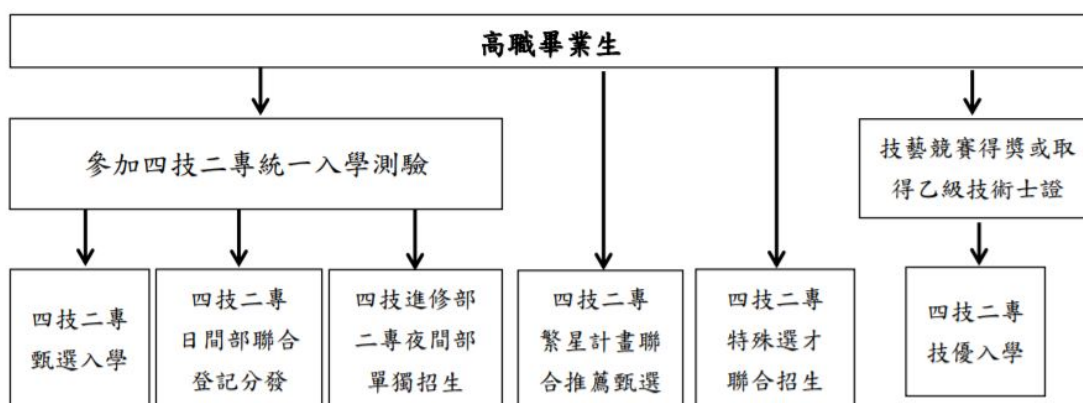 高職畢業生
參加四技二專統一入學測驗
技藝競賽得獎或取
得乙級技術士證
四技二專
甄選入學
四技二專
日間部聯合
登記分發
四技進修部
二專夜間部
單獨招生
四技二專
繁星計畫聯
合推薦甄選
四技二專
特殊選才
聯合招生
四技二專
技優入學